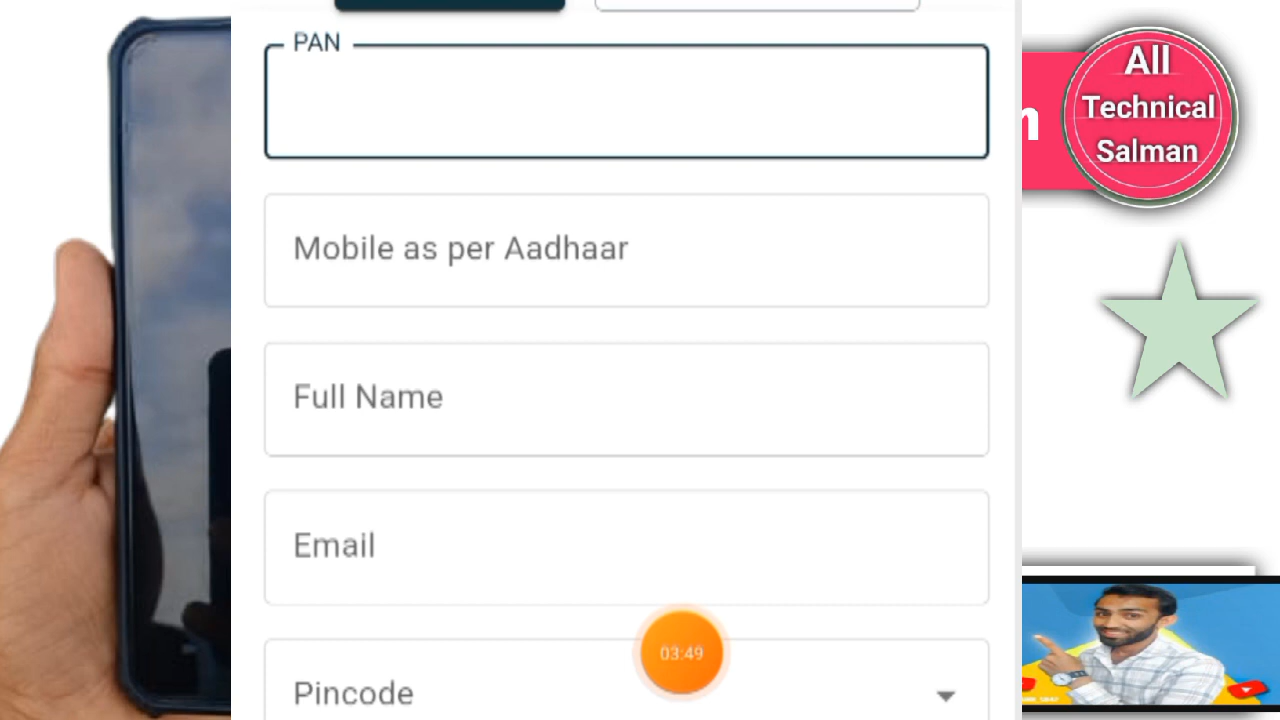 PAN
Mobile as per Aadhaar
Full Name
Email
03:49
Pincode
All
Technical
Salman